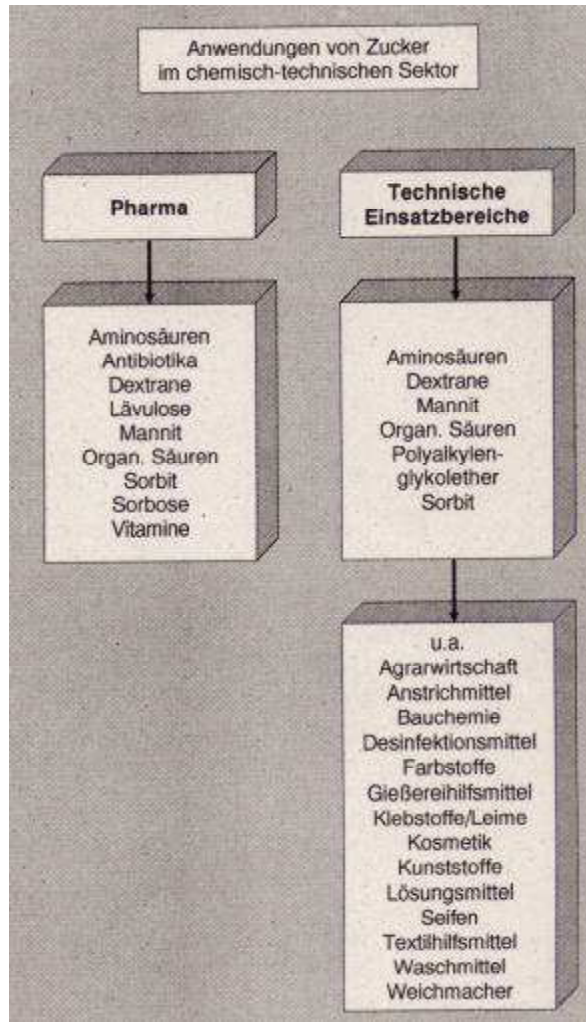 Anwendungen von Zucker
im chemisch-technischen Sektor
Pharma
Aminosäuren
Antibiotika
Dextrane
Lävulose
Mannit
Organ. Säuren
Sorbit
Sorbose
Vitamine
Technische
Einsatzbereiche
Aminosäuren
Dextrane
Mannit
Organ. Säuren
Polyalkylen-
glykolether
Sorbit
u.a.
Agrarwirtschaft
Anstrichmittel
Bauchemie
Desinfektionsmittel
Farbstoffe
Gießereihilfsmittel
Klebstoffe/Leime
Kosmetik
Kunststoffe
Lösungsmittel
Seifen
Textilhilfsmittel
Waschmittel
Weichmacher